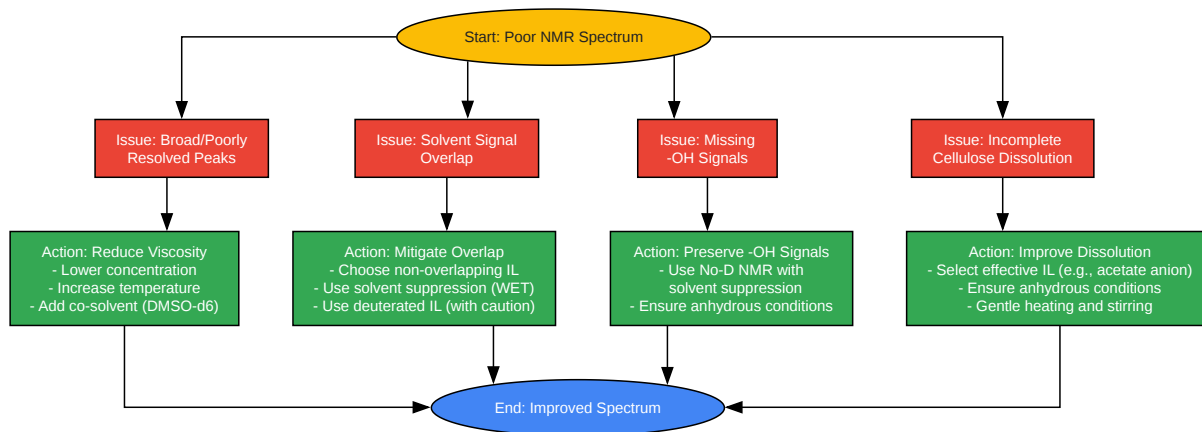 Start: Poor NMR Spectrum
Issue: Broad/Poorly
Resolved Peaks
Issue: Solvent Signal
Overlap
Issue: Missing
-OH Signals
Issue: Incomplete
Cellulose Dissolution
Action: Reduce Viscosity
- Lower concentration
- Increase temperature
- Add co-solvent (DMSO-d6)
Action: Mitigate Overlap
- Choose non-overlapping IL
- Use solvent suppression (WET)
- Use deuterated IL (with caution)
Action: Preserve -OH Signals
- Use No-D NMR with
solvent suppression
- Ensure anhydrous conditions
Action: Improve Dissolution
- Select effective IL (e.g., acetate anion)
- Ensure anhydrous conditions
- Gentle heating and stirring
End: Improved Spectrum